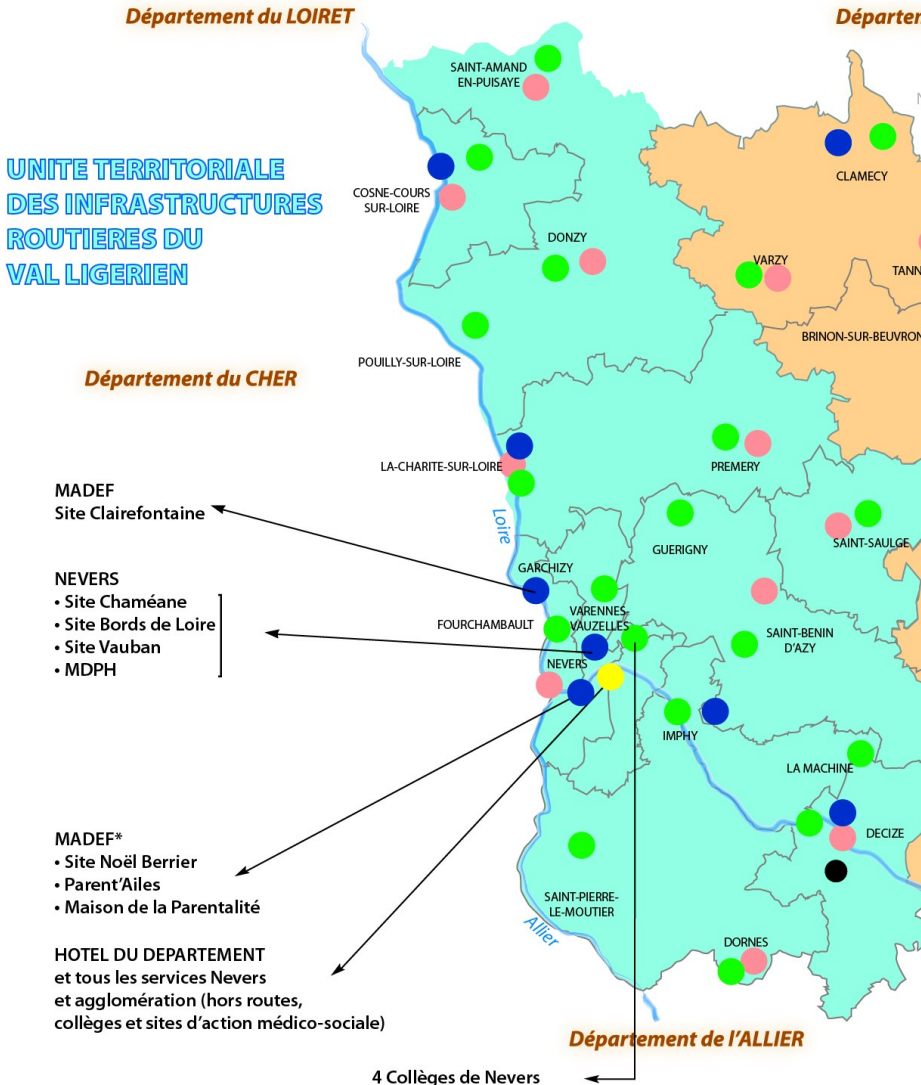 Département du LOIRET
SAINT-AMAND
EN-PUISAYE
UNITE TERRITORIALE
DES INFRASTRUCTURES
ROUTIERES DU
VAL LIGERIEN
CLAMECY
COSNE-COURS
SUR-LOIRE
DONZY
VARZY
BRINON-SUR-BEUVRON
POUILLY-SUR-LOIRE
Département du CHER
LA-CHARITE-SUR-LOIRE
PREMERY
MADEF
Site Clairefontaine
Loire
SAINT-SAULGE
GUERIGNY
GARCHIZY
NEVERS
• Site Chaméane
• Site Bords de Loire
• Site Vauban
• MDPH
FOURCHAMBAULT
VARENNES-
VAUZELLES
SAINT-BENIN
D'AZY
NEVERS
IMPHY
LA MACHINE
DECIZE
MADEF*
• Site Noël Berrier
• Parent'Ailes
• Maison de la Parentalité
SAINT-PIERRE-
LE-MOUTIER
Allier
DORNES
HOTEL DU DEPARTEMENT
et tous les services Nevers
et agglomération (hors routes,
collèges et sites d'action médico-sociale)
Département de l'ALLIER
4 Collèges de Nevers